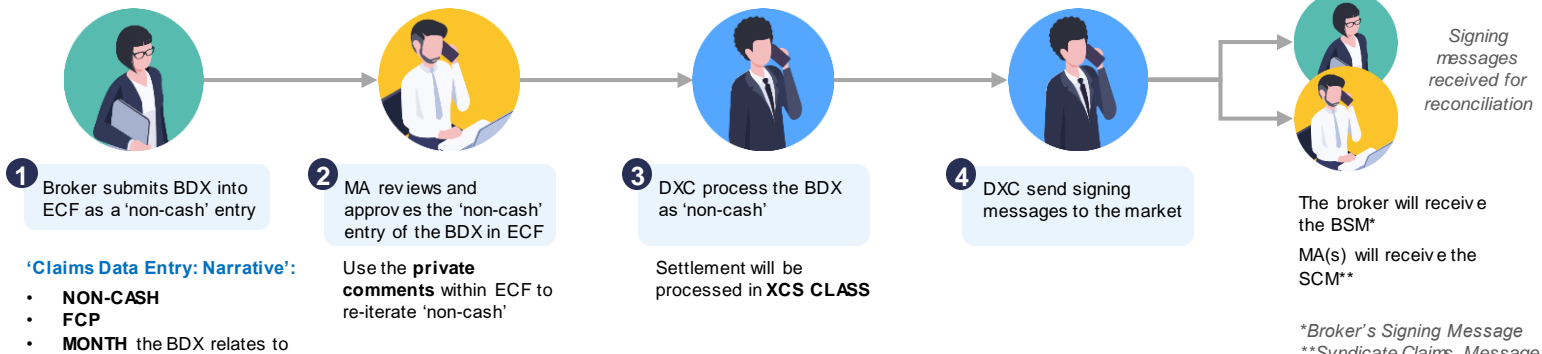 Signing
messages
received for
reconciliation
1
Broker submits BDX into
ECF as a ‘non-cash’ entry
‘Claims Data Entry: Narrative’:
• NON-CASH
• FCP
• MONTH the BDX relates to
2
MA reviews and
approves the ‘non-cash’
entry of the BDX in ECF
Use the private
comments within ECF to
re-iterate ‘non-cash’
3
DXC process the BDX
as ‘non-cash’
Settlement will be
processed in XCS CLASS
4
DXC send signing
messages to the market
The broker will receive
the BSM*
MA(s) will receive the
SCM**
*Broker’s Signing Message
**Syndicate Claims Message